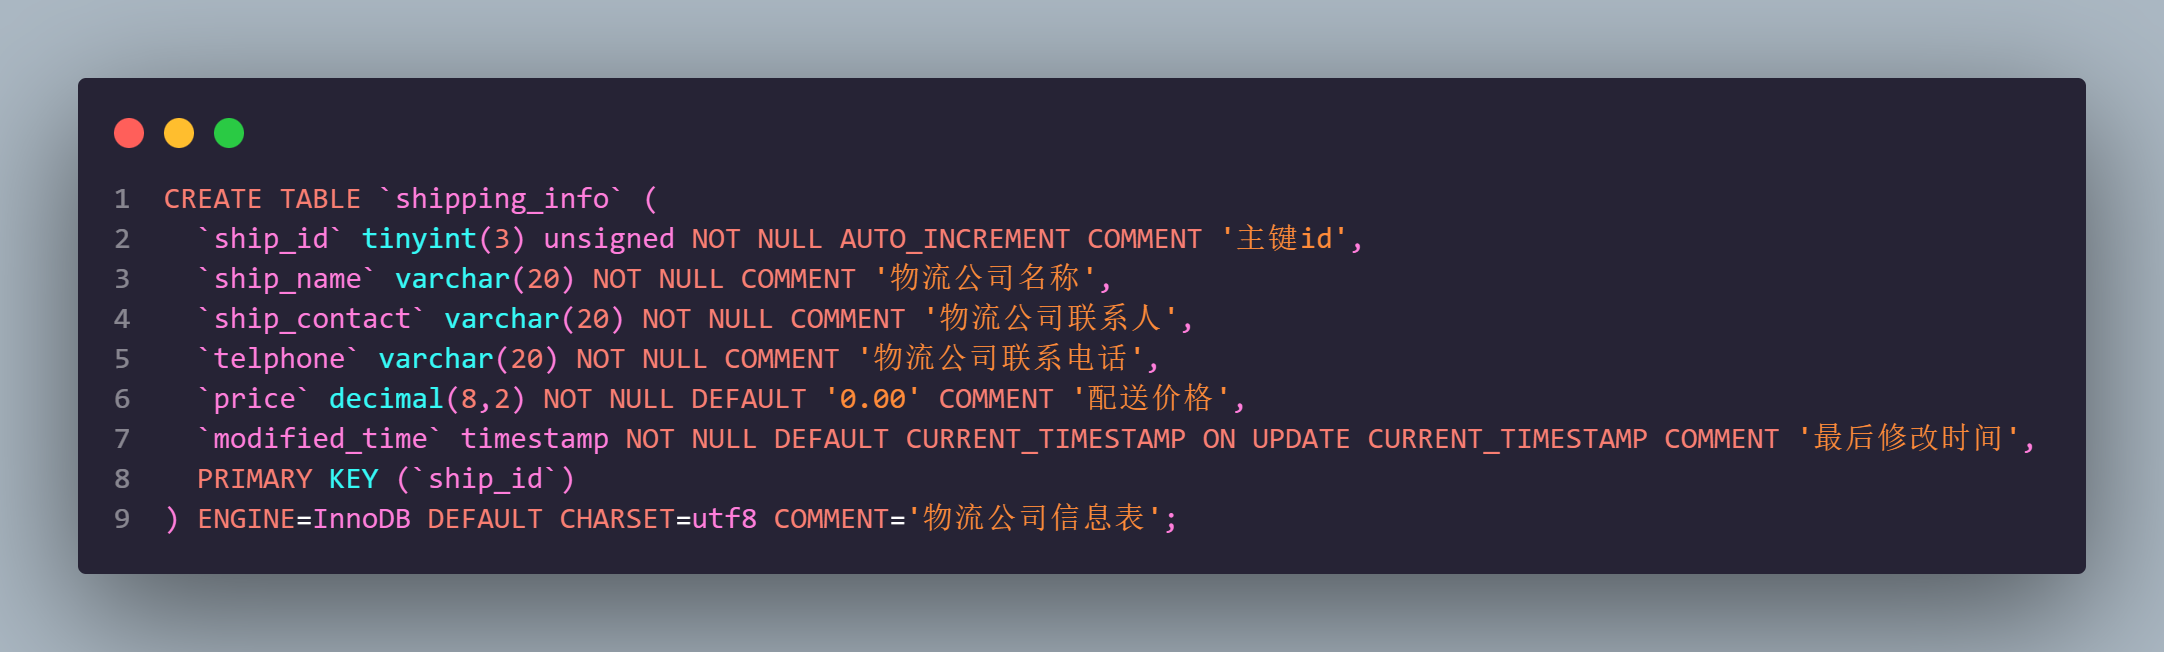 1 CREATE TABLE `shipping_info` (
2 `ship_id` tinyint(3) unsigned NOT NULL AUTO_INCREMENT COMMENT '主键id',
3 `ship_name` varchar(20) NOT NULL COMMENT '物流公司名称',
4 `ship_contact` varchar(20) NOT NULL COMMENT '物流公司联系人',
5 `telphone` varchar(20) NOT NULL COMMENT '物流公司联系电话',
6 `price` decimal(8,2) NOT NULL DEFAULT '0.00' COMMENT '配送价格',
7 `modified_time` timestamp NOT NULL DEFAULT CURRENT_TIMESTAMP ON UPDATE CURRENT_TIMESTAMP COMMENT '最后修改时间',
8 PRIMARY KEY (`ship_id`)
9 ) ENGINE=InnoDB DEFAULT CHARSET=utf8 COMMENT='物流公司信息表';